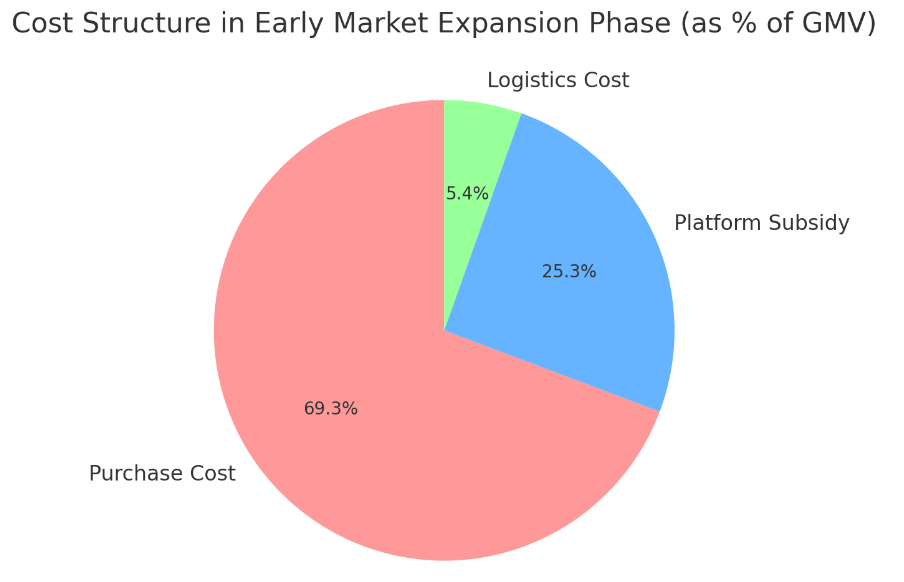 Cost Structure in Early Market Expansion Phase (as % of GMV)
Logistics Cost
5.4%
Platform Subsidy
25.3%
69.3%
Purchase Cost